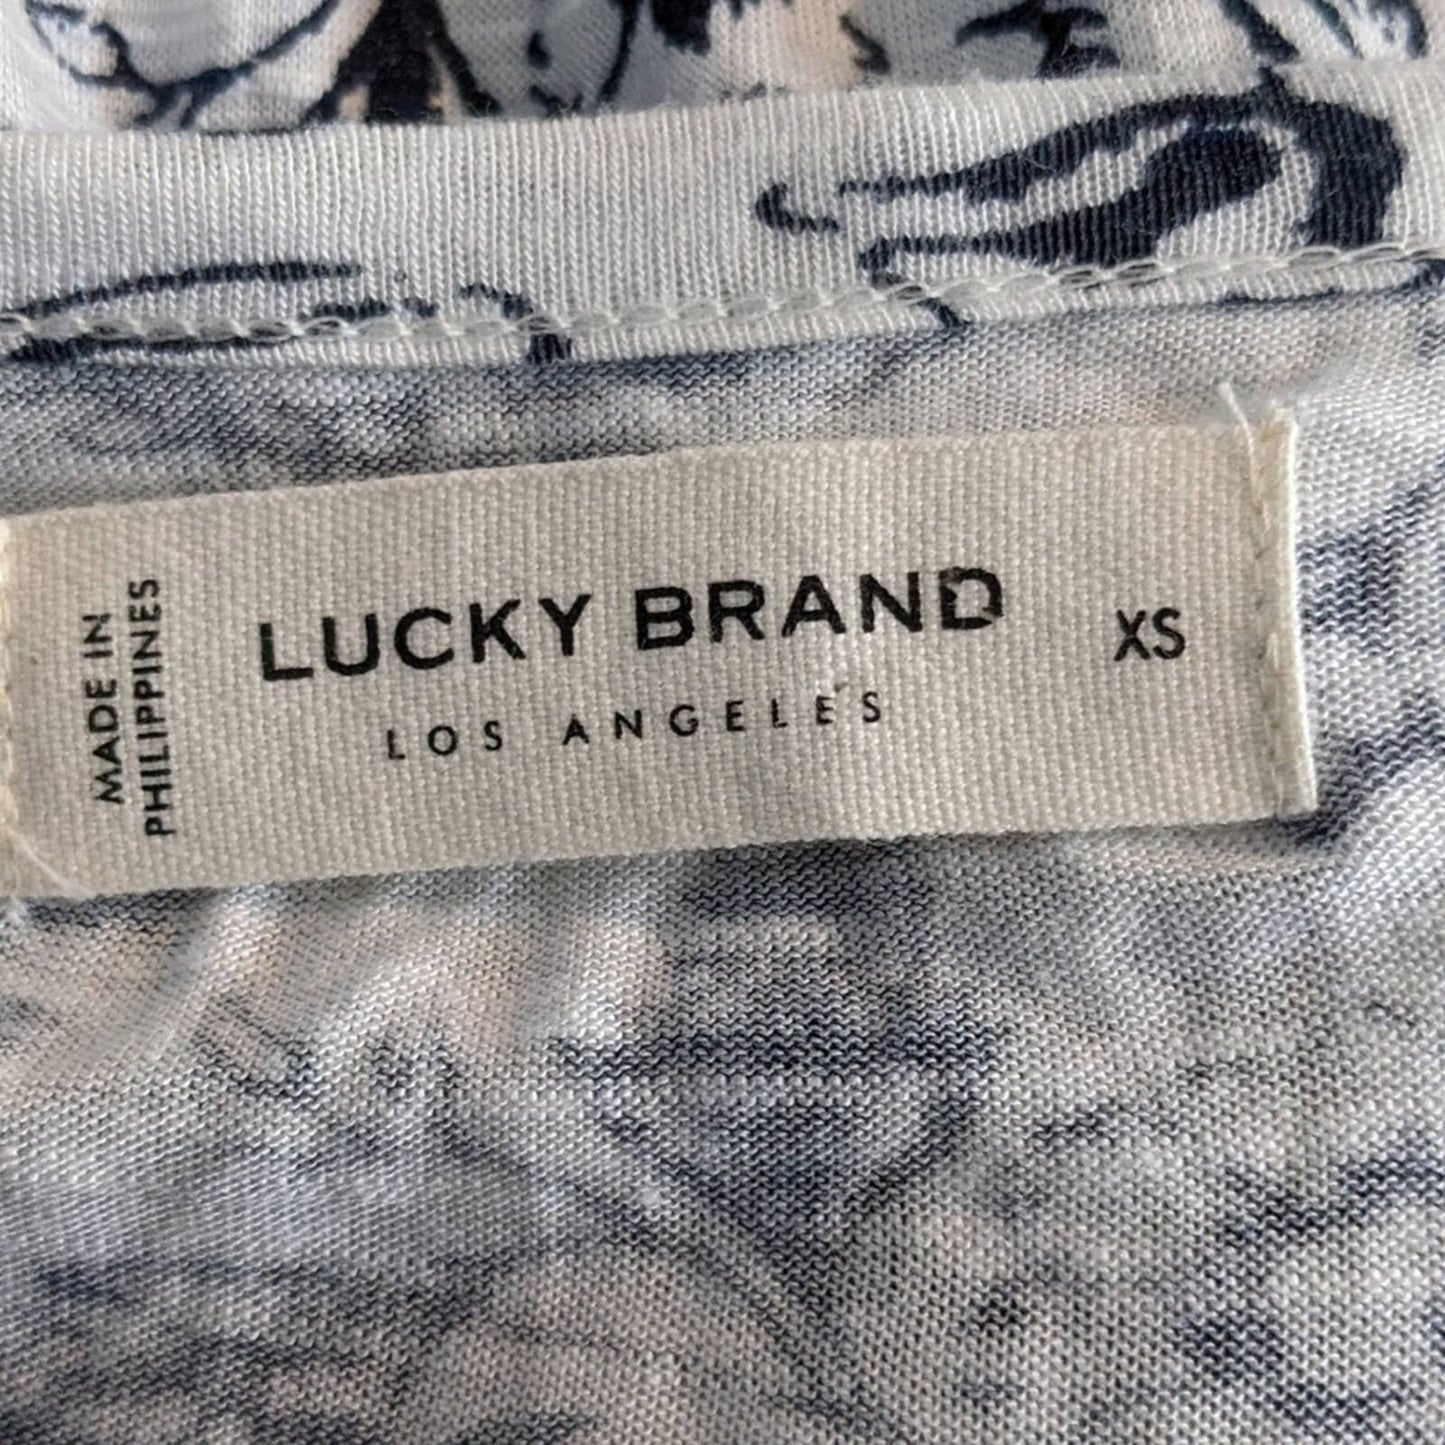 MADE IN
PHILIPPINES
LUCKY BRAND
LOS ANGELES
XS